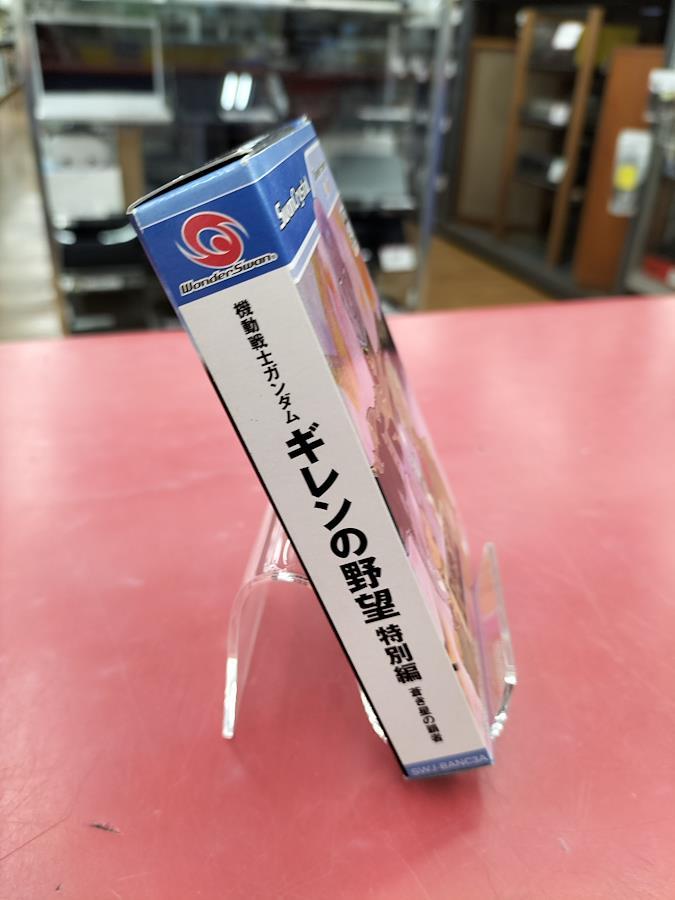 WonderSwan
SwanCrystal
機動戦士ガンダム
ギレンの野望
特別編
蒼き星の覇者
SWJ-BANC3A